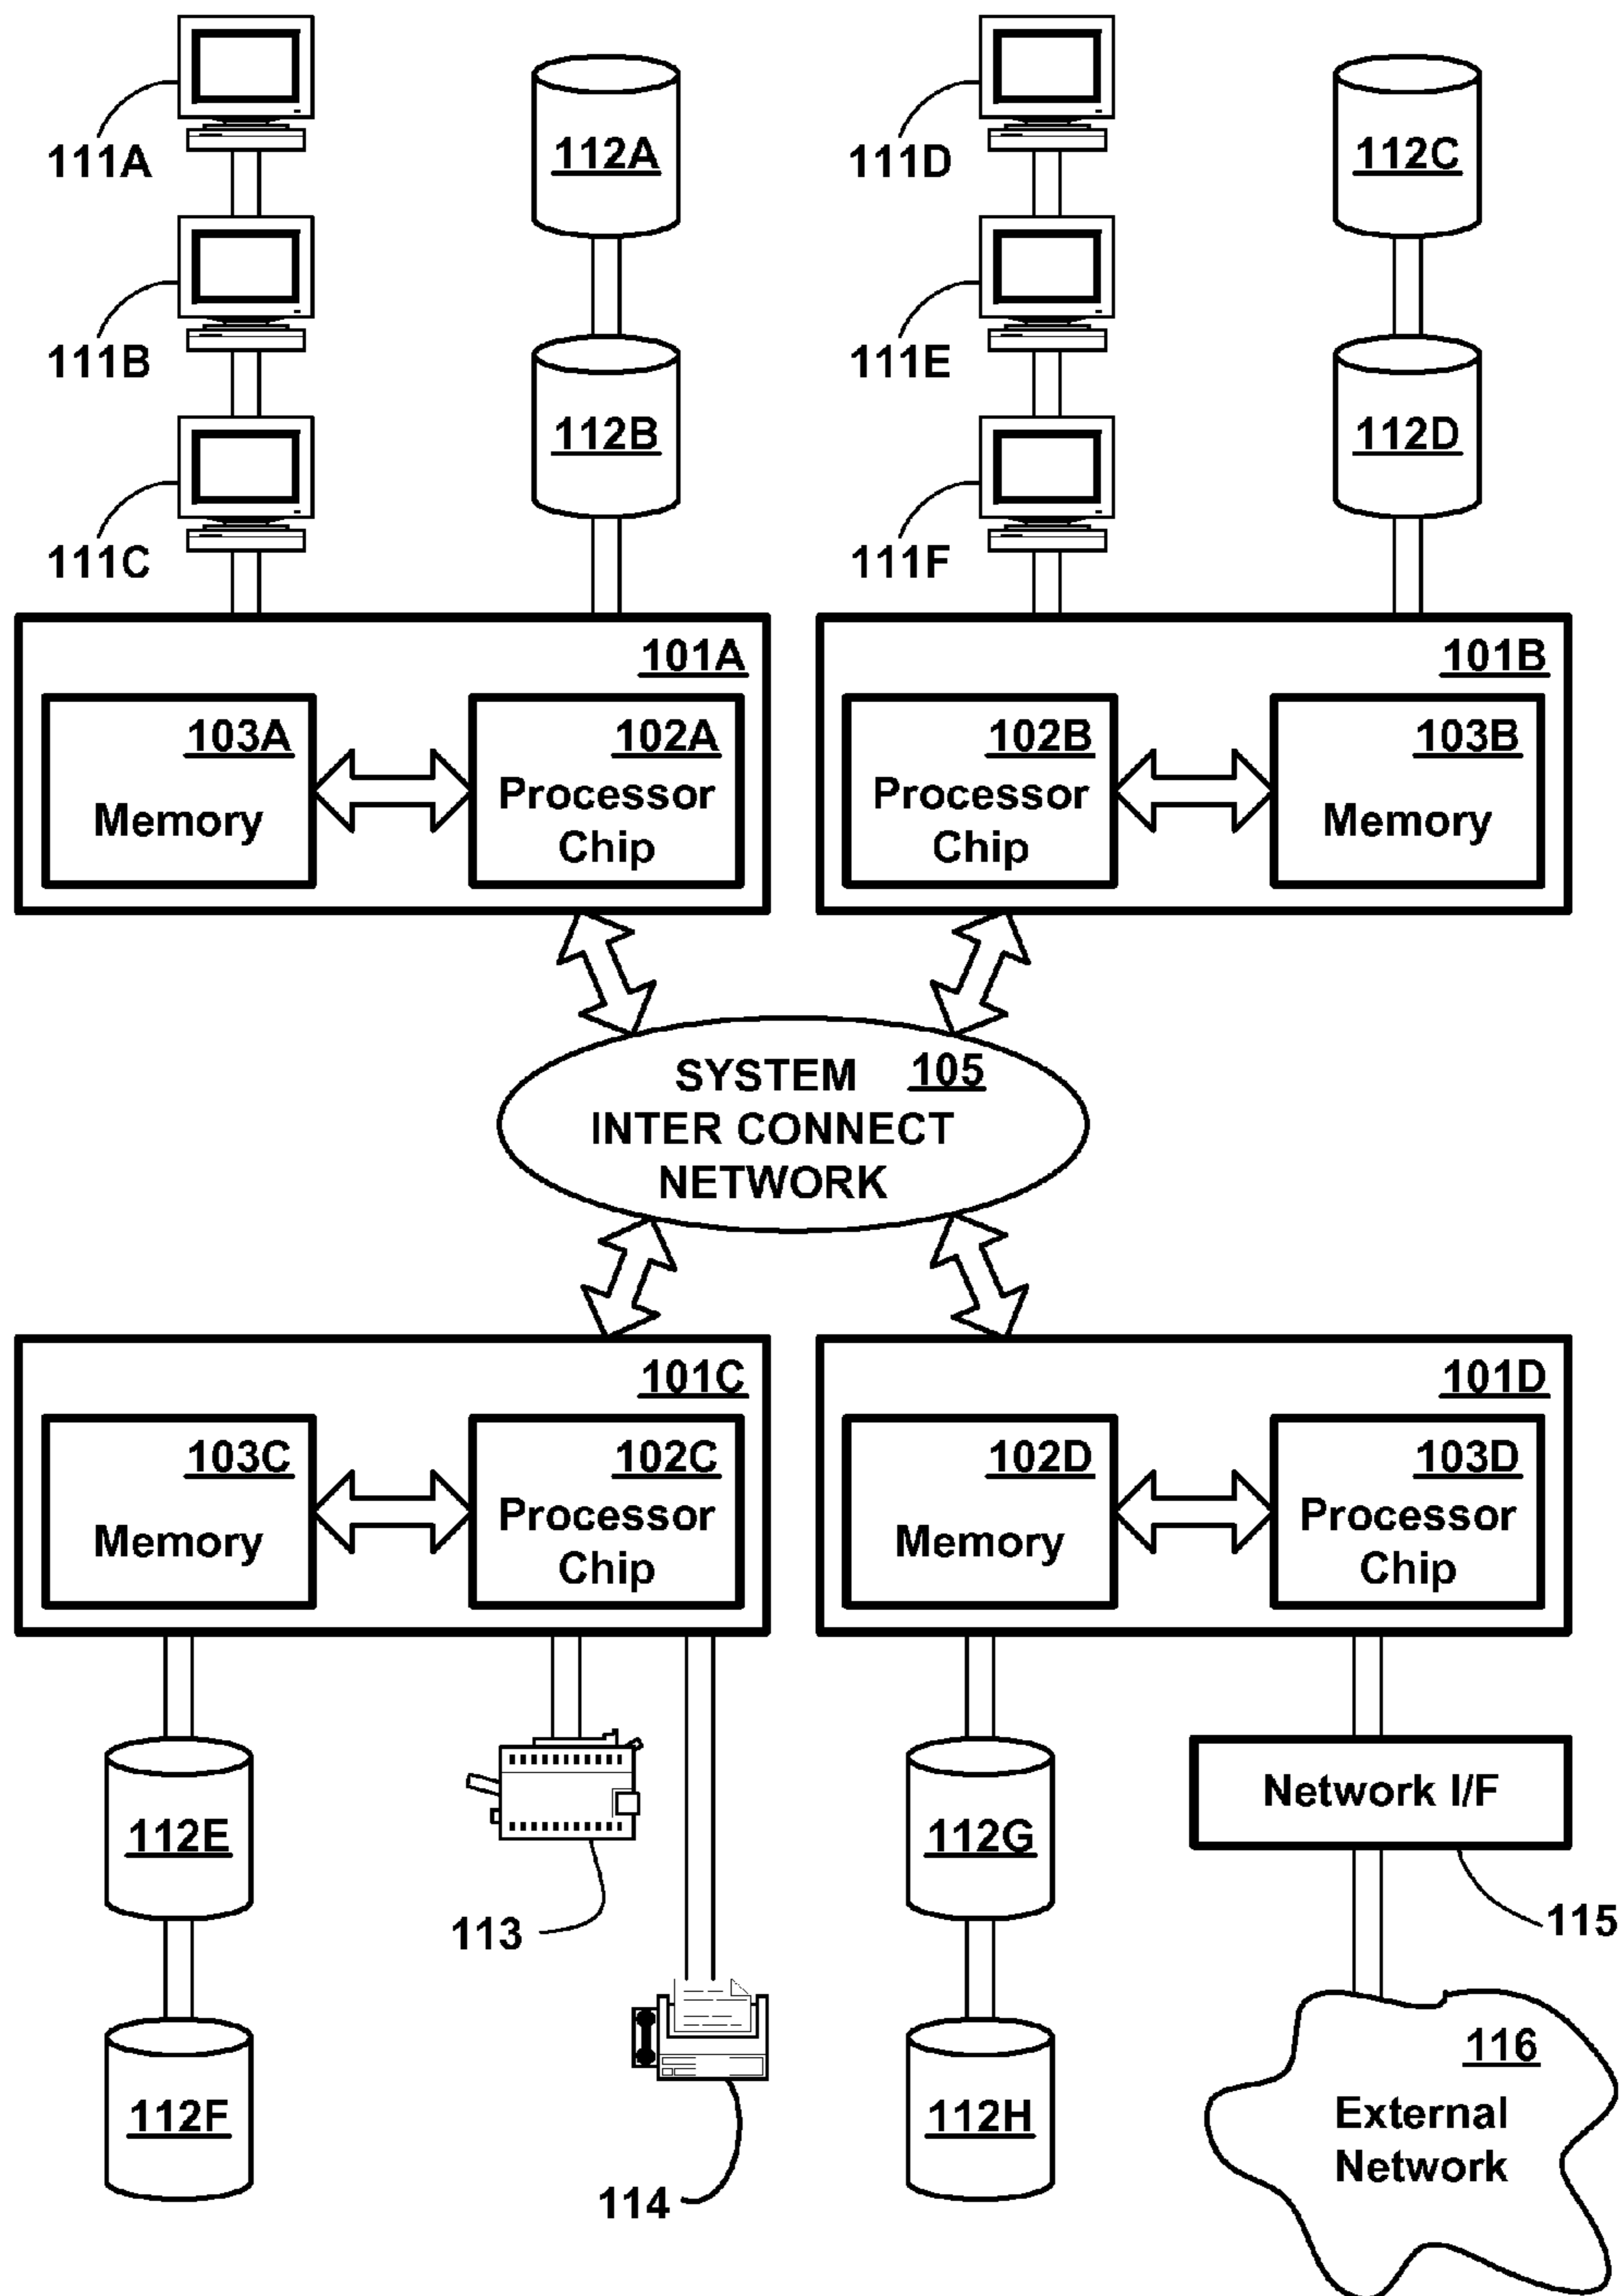 111A
112A
111D
112C
111B
112B
111E
112D
111C
111F
101A
103A
Memory
102A
Processor
Chip
101B
102B
Processor
Chip
103B
Memory
SYSTEM 105
INTER CONNECT
NETWORK
101C
103C
Memory
102C
Processor
Chip
101D
102D
Memory
103D
Processor
Chip
112E
113
112G
Network I/F
115
112F
114
112H
116
External
Network